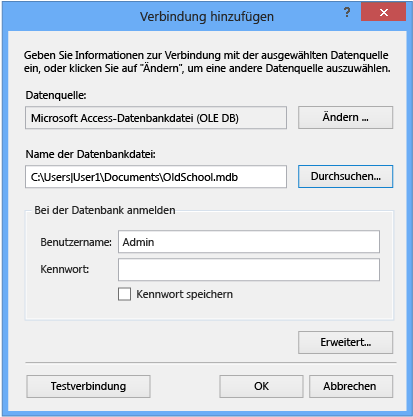 Verbindung hinzufügen
?
Geben Sie Informationen zur Verbindung mit der ausgewählten Datenquelle
ein, oder klicken Sie auf "Ändern", um eine andere Datenquelle auszuwählen.
Datenquelle:
Microsoft Access-Datenbankdatei (OLE DB)
Ändern ...
Name der Datenbankdatei:
C:\Users|User1\Documents\OldSchool.mdb
Durchsuchen...
Bei der Datenbank anmelden
Benutzername:
Admin
Kennwort:
Kennwort speichern
Erweitert...
Testverbindung
OK
Abbrechen